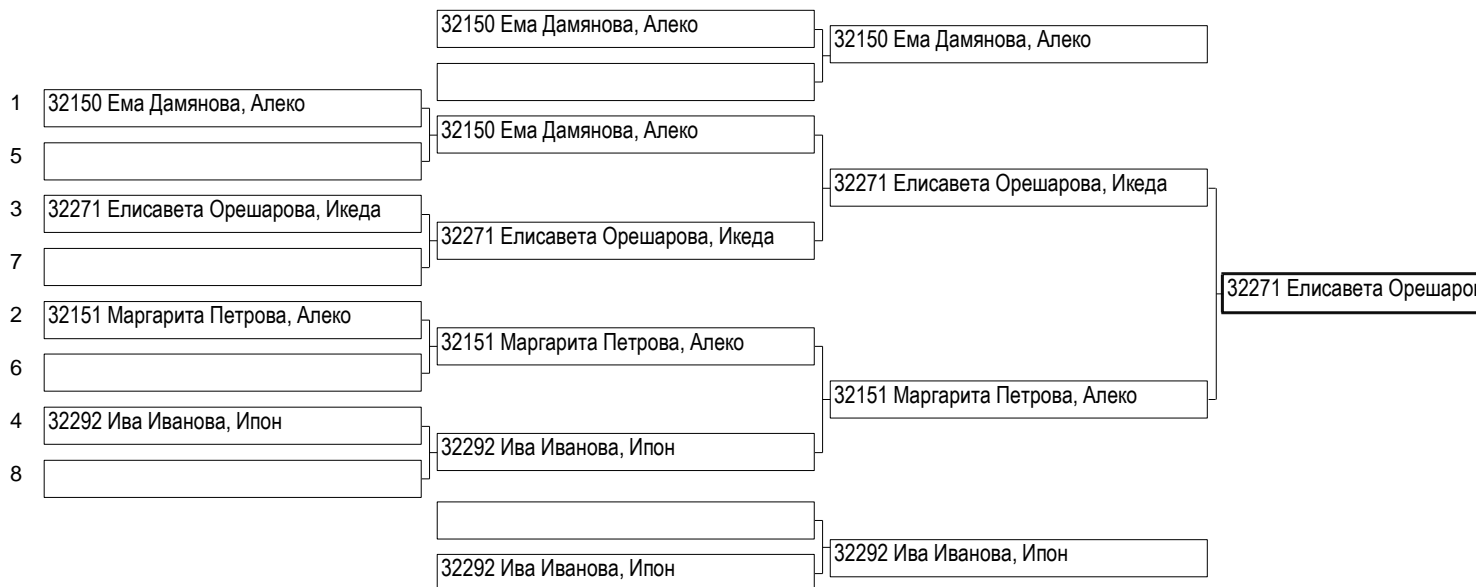 32150 Ема Дамянова, Алеко
32150 Ема Дамянова, Алеко
1 32150 Ема Дамянова, Алеко
32150 Ема Дамянова, Алеко
5
32271 Елисавета Орешарова, Икеда
3 32271 Елисавета Орешарова, Икеда
32271 Елисавета Орешарова, Икеда
7
32271 Елисавета
2 32151 Маргарита Петрова, Алеко
32151 Маргарита Петрова, Алеко
6
32151 Маргарита Петрова, Алеко
4 32292 Ива Иванова, Ипон
32292 Ива Иванова, Ипон
8
32292 Ива Иванова, Ипон
32292 Ива Иванова, Ипон